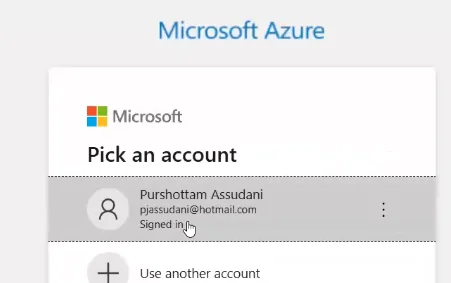 Microsoft Azure
Microsoft
Pick an account
Purshottam Assudani
pjassudani@hotmail.com
Signed in
Use another account